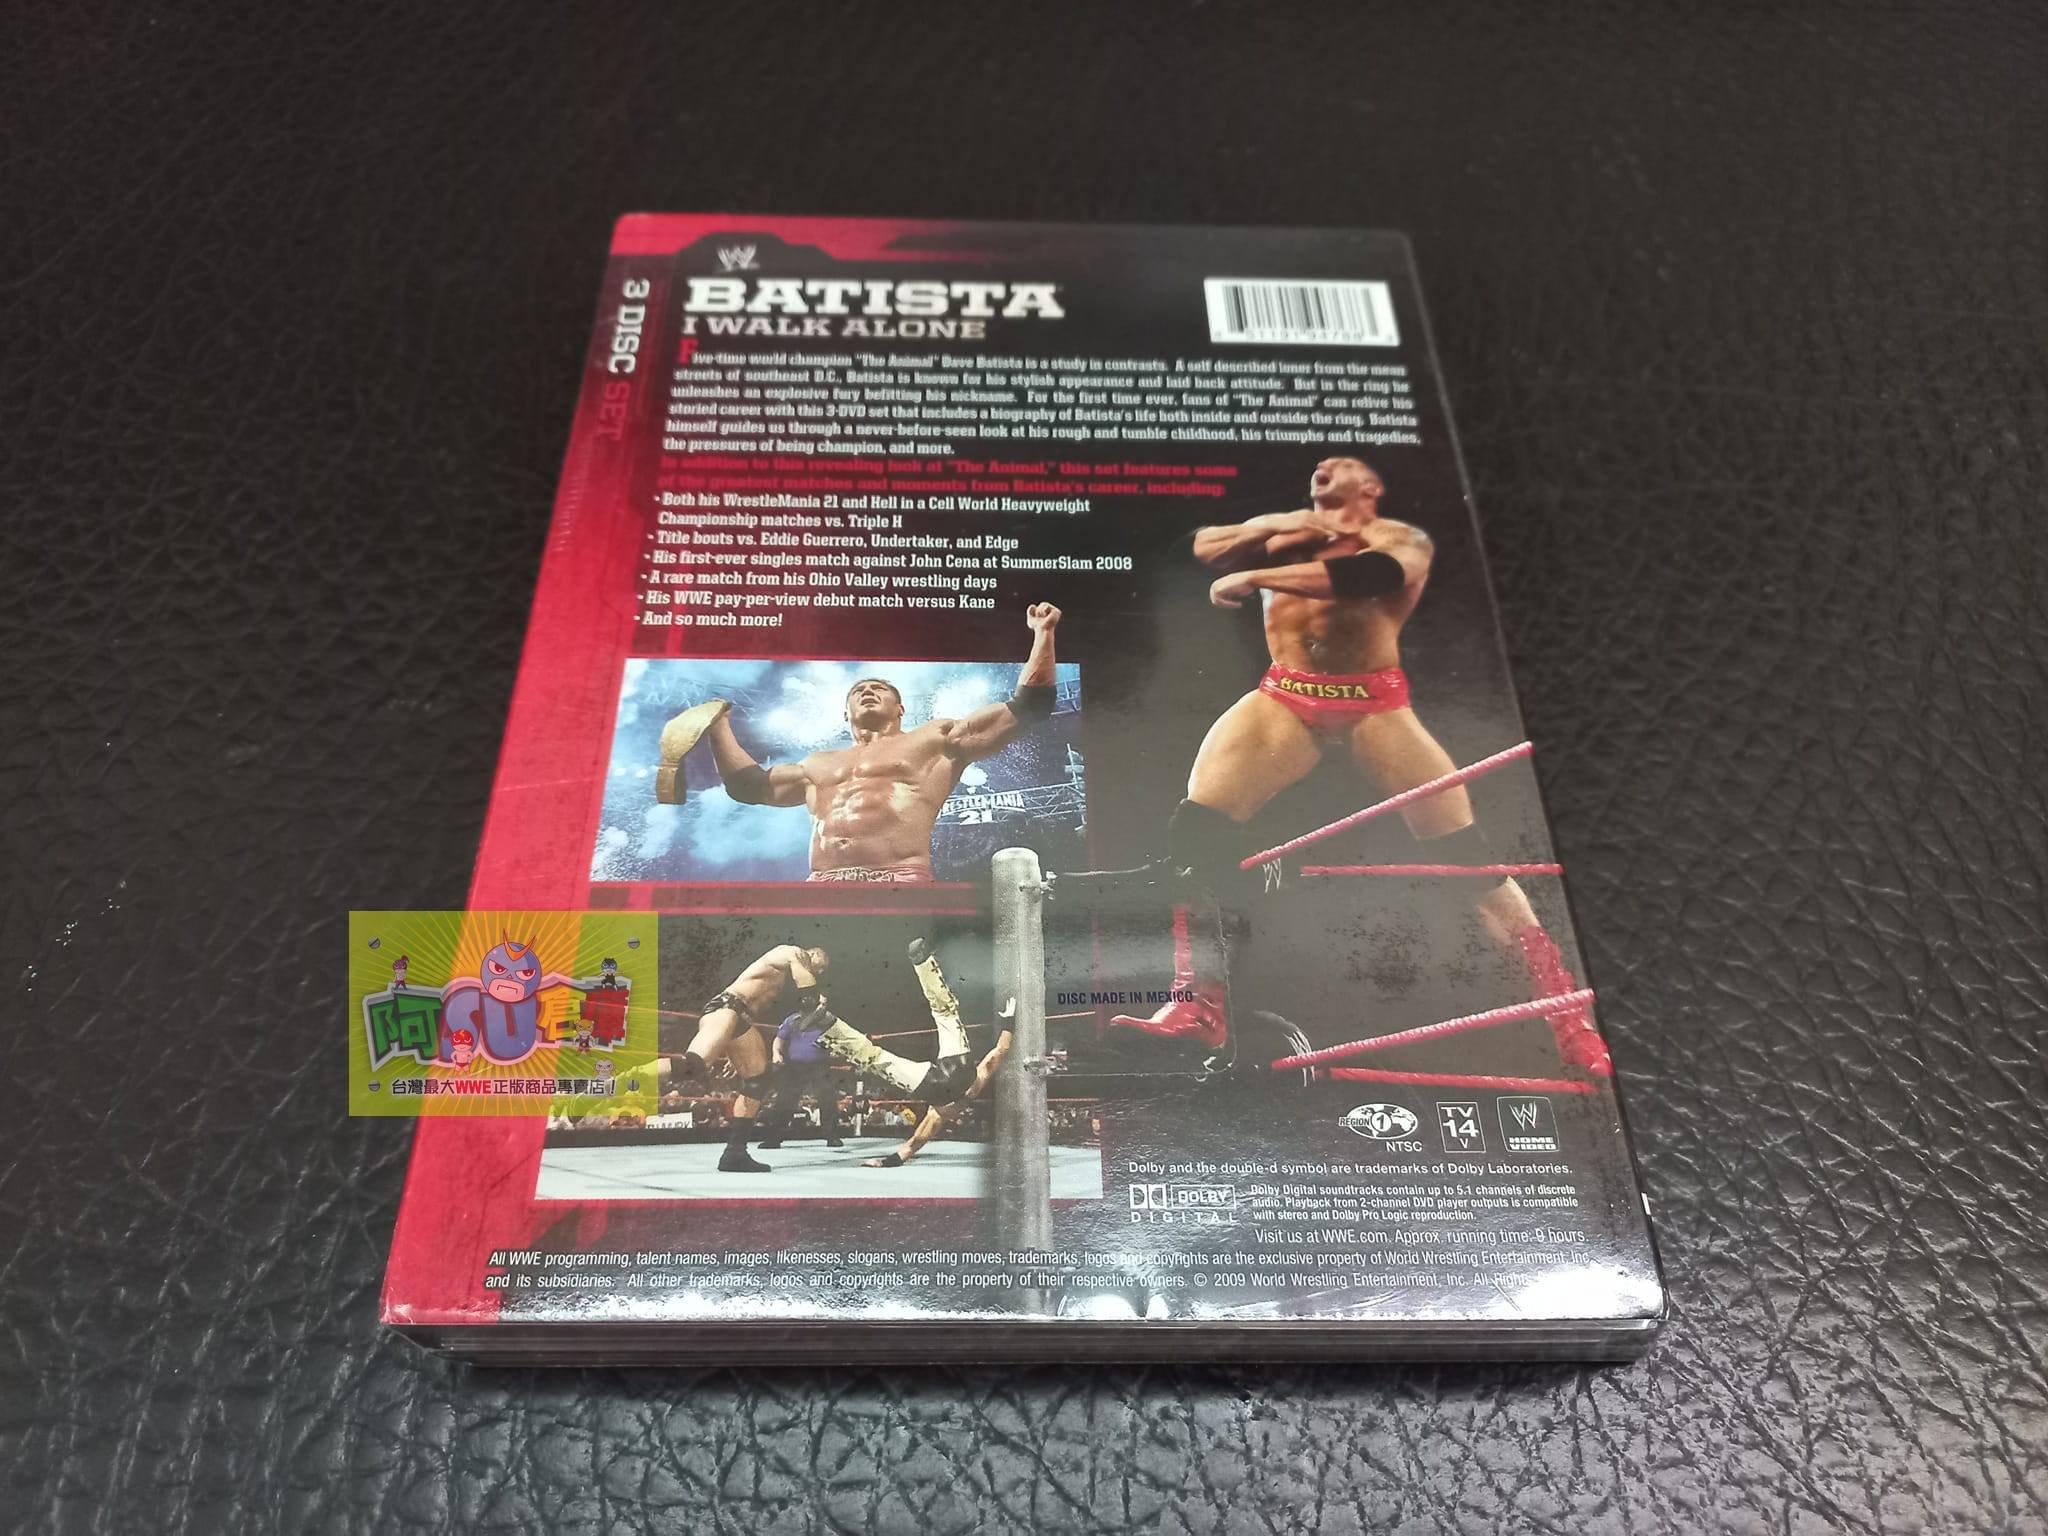 W
BATISTA
I WALK ALONE
3 DISC SET
Five-time world champion "The Animal" Dave Batista is a study in contrasts. A self described loner from the mean
streets of southeast D.C., Batista is known for his stylish appearance and laid back attitude. But in the ring he
unleashes an explosive fury befitting his nickname. For the first time ever, fans of "The Animal" can relive his
storied career with this 3-DVD set that includes a biography of Batista's life both inside and outside the ring. Batista
himself guides us through a never-before-seen look at his rough and tumble childhood, his triumphs and tragedies,
the pressures of being champion, and more.
In addition to this revealing look at "The Animal," this set features some
of the greatest matches and moments from Batista's career, including:
• Both his WrestleMania 21 and Hell in a Cell World Heavyweight
Championship matches vs. Triple H
• Title bouts vs. Eddie Guerrero, Undertaker, and Edge
• His first-ever singles match against John Cena at SummerSlam 2008
• A rare match from his Ohio Valley wrestling days
• His WWE pay-per-view debut match versus Kane
• And so much more!
BATISTA
WRESTLEMANIA
21
DISC MADE IN MEXICO
阿SU倉庫
台灣最大WWE正版商品專賣店!
REGION 1
NTSC
TV
14
V
W
HOME
VIDEO
Dolby and the double-d symbol are trademarks of Dolby Laboratories.
DOLBY
DIGITAL
Dolby Digital soundtracks contain up to 5.1 channels of discrete
audio. Playback from 2-channel DVD player outputs is compatible
with stereo and Dolby Pro Logic reproduction.
Visit us at WWE.com. Approx. running time: 9 hours.
All WWE programming, talent names, images, likenesses, slogans, wrestling moves, trademarks, logos and copyrights are the exclusive property of World Wrestling Entertainment, Inc.
and its subsidiaries. All other trademarks, logos and copyrights are the property of their respective owners. © 2009 World Wrestling Entertainment, Inc. All Rights